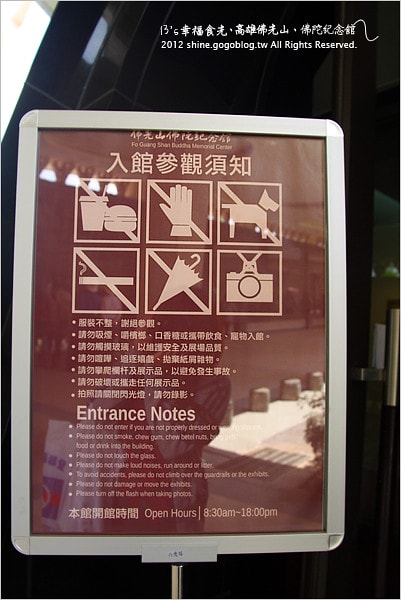 B's幸福食光、高雄佛光山、佛陀紀念館
2012 shine.gogoblog.tw All Rights Reserved.
佛光山佛陀紀念館
Fo Guang Shan Buddha Memorial Center
入館參觀須知
• 服裝不整，謝絕參觀。
• 請勿吸煙、嚼檳榔、口香糖或攜帶飲食、寵物入館。
• 請勿觸摸玻璃，以維護安全及展場品質。
• 請勿喧嘩、追逐嬉戲、拋棄紙屑雜物。
• 請勿攀爬欄杆及展示品，以避免發生事故。
• 請勿破壞或攜走任何展示品。
• 拍照請關閉閃光燈，請勿錄影。
Entrance Notes
• Please do not enter if you are not properly dressed or
• Please do not smoke, chew gum, chew betel nuts, bring pets,
food or drink into the building.
• Please do not touch the glass.
• Please do not make loud noises, run around or litter.
• To avoid accidents, please do not climb over the guardrails or the exhibits.
• Please do not damage or move the exhibits.
• Please turn off the flash when taking photos.
本館開館時間 Open Hours | 8:30am~18:00pm